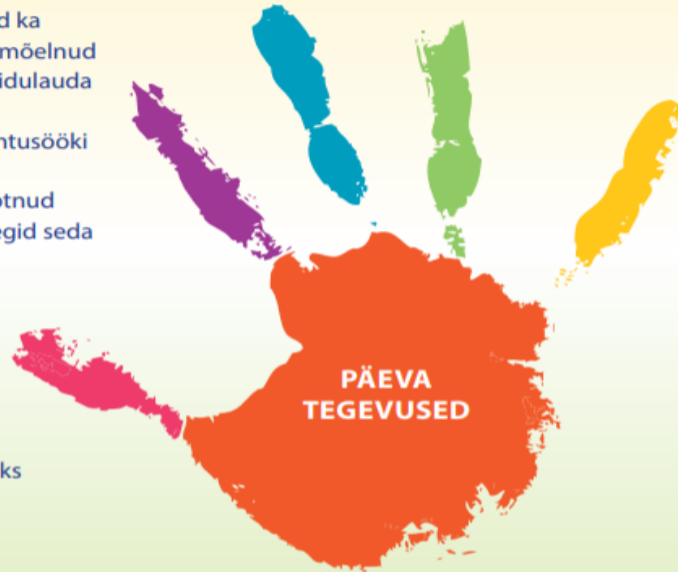 d ka
mõelnud
idulauda
ntusööki
otnud
egid seda
ks
PÄEVA
TEGEVUSED